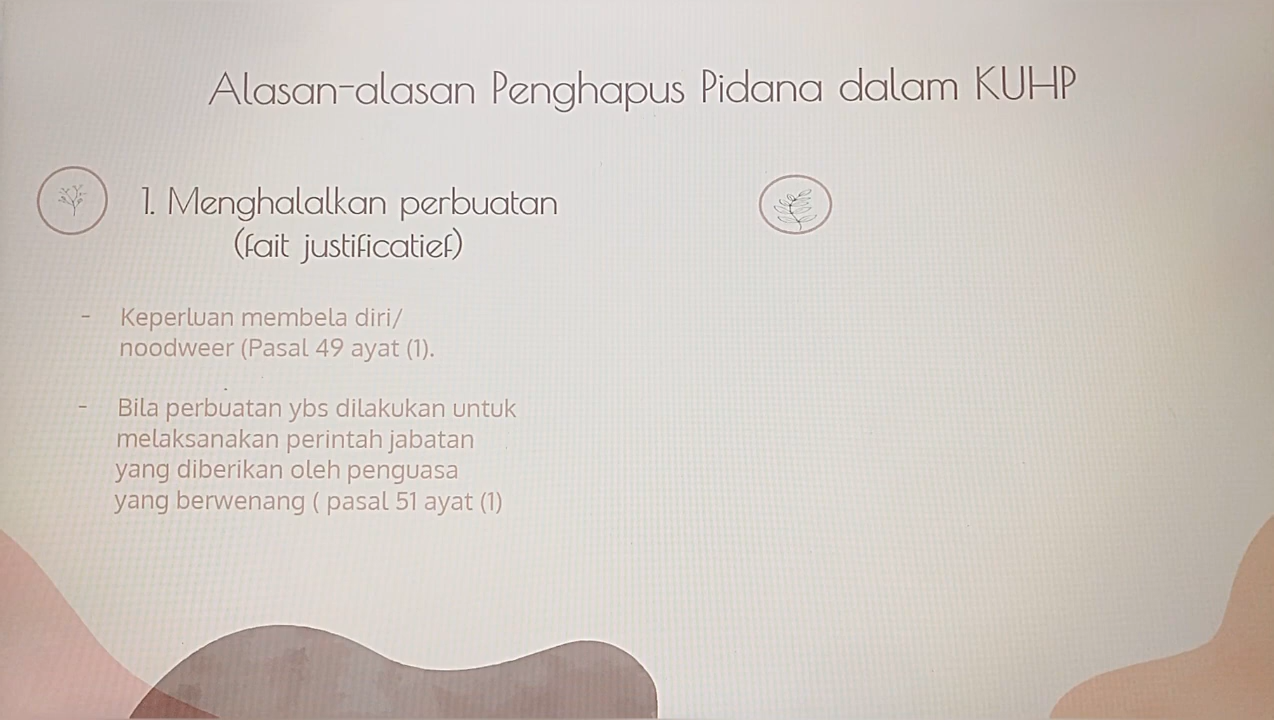 Alasan-alasan Penghapus Pidana dalam KUHP
1. Menghalalkan perbuatan
(fait justificatief)
- Keperluan membela diri/
noodweer (Pasal 49 ayat (1).
- Bila perbuatan ybs dilakukan untuk
melaksanakan perintah jabatan
yang diberikan oleh penguasa
yang berwenang ( pasal 51 ayat (1)